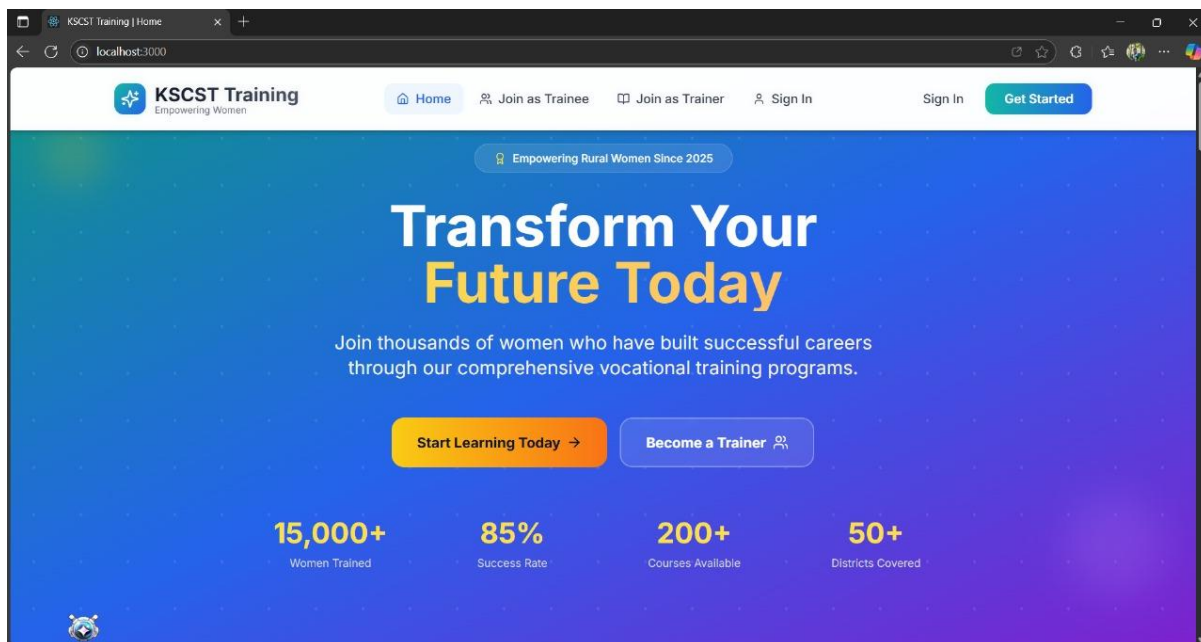 KSCST Training | Home
localhost:3000
KSCST Training
Empowering Women
Home
Join as Trainee
Join as Trainer
Sign In
Sign In
Get Started
Empowering Rural Women Since 2025
Transform Your
Future Today
Join thousands of women who have built successful careers
through our comprehensive vocational training programs.
Start Learning Today →
Become a Trainer
15,000+
85%
200+
50+
Women Trained
Success Rate
Courses Available
Districts Covered